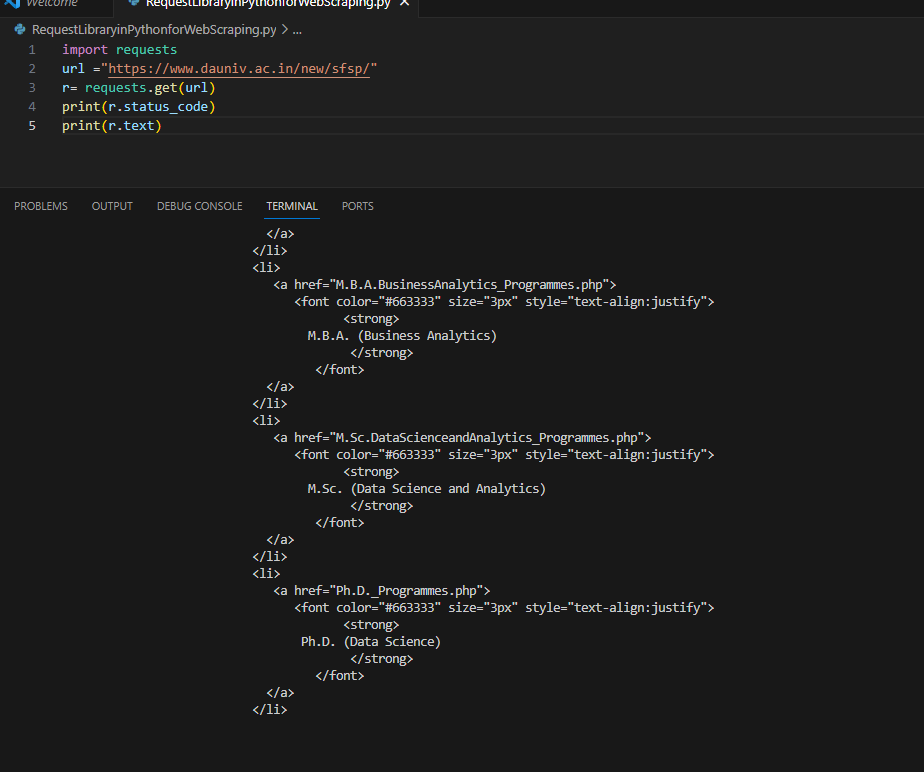 Welcome
RequestLibraryinPythonforWebScraping.py ×
RequestLibraryinPythonforWebScraping.py > ...
1 import requests
2 url ="https://www.dauniv.ac.in/new/sfsp/"
3 r= requests.get(url)
4 print(r.status_code)
5 print(r.text)
PROBLEMS OUTPUT DEBUG CONSOLE TERMINAL PORTS
</a>
</li>
<li>
<a href="M.B.A.BusinessAnalytics_Programmes.php">
<font color="#663333" size="3px" style="text-align:justify">
<strong>
M.B.A. (Business Analytics)
</strong>
</font>
</a>
</li>
<li>
<a href="M.Sc.DataScienceandAnalytics_Programmes.php">
<font color="#663333" size="3px" style="text-align:justify">
<strong>
M.Sc. (Data Science and Analytics)
</strong>
</font>
</a>
</li>
<li>
<a href="Ph.D._Programmes.php">
<font color="#663333" size="3px" style="text-align:justify">
<strong>
Ph.D. (Data Science)
</strong>
</font>
</a>
</li>